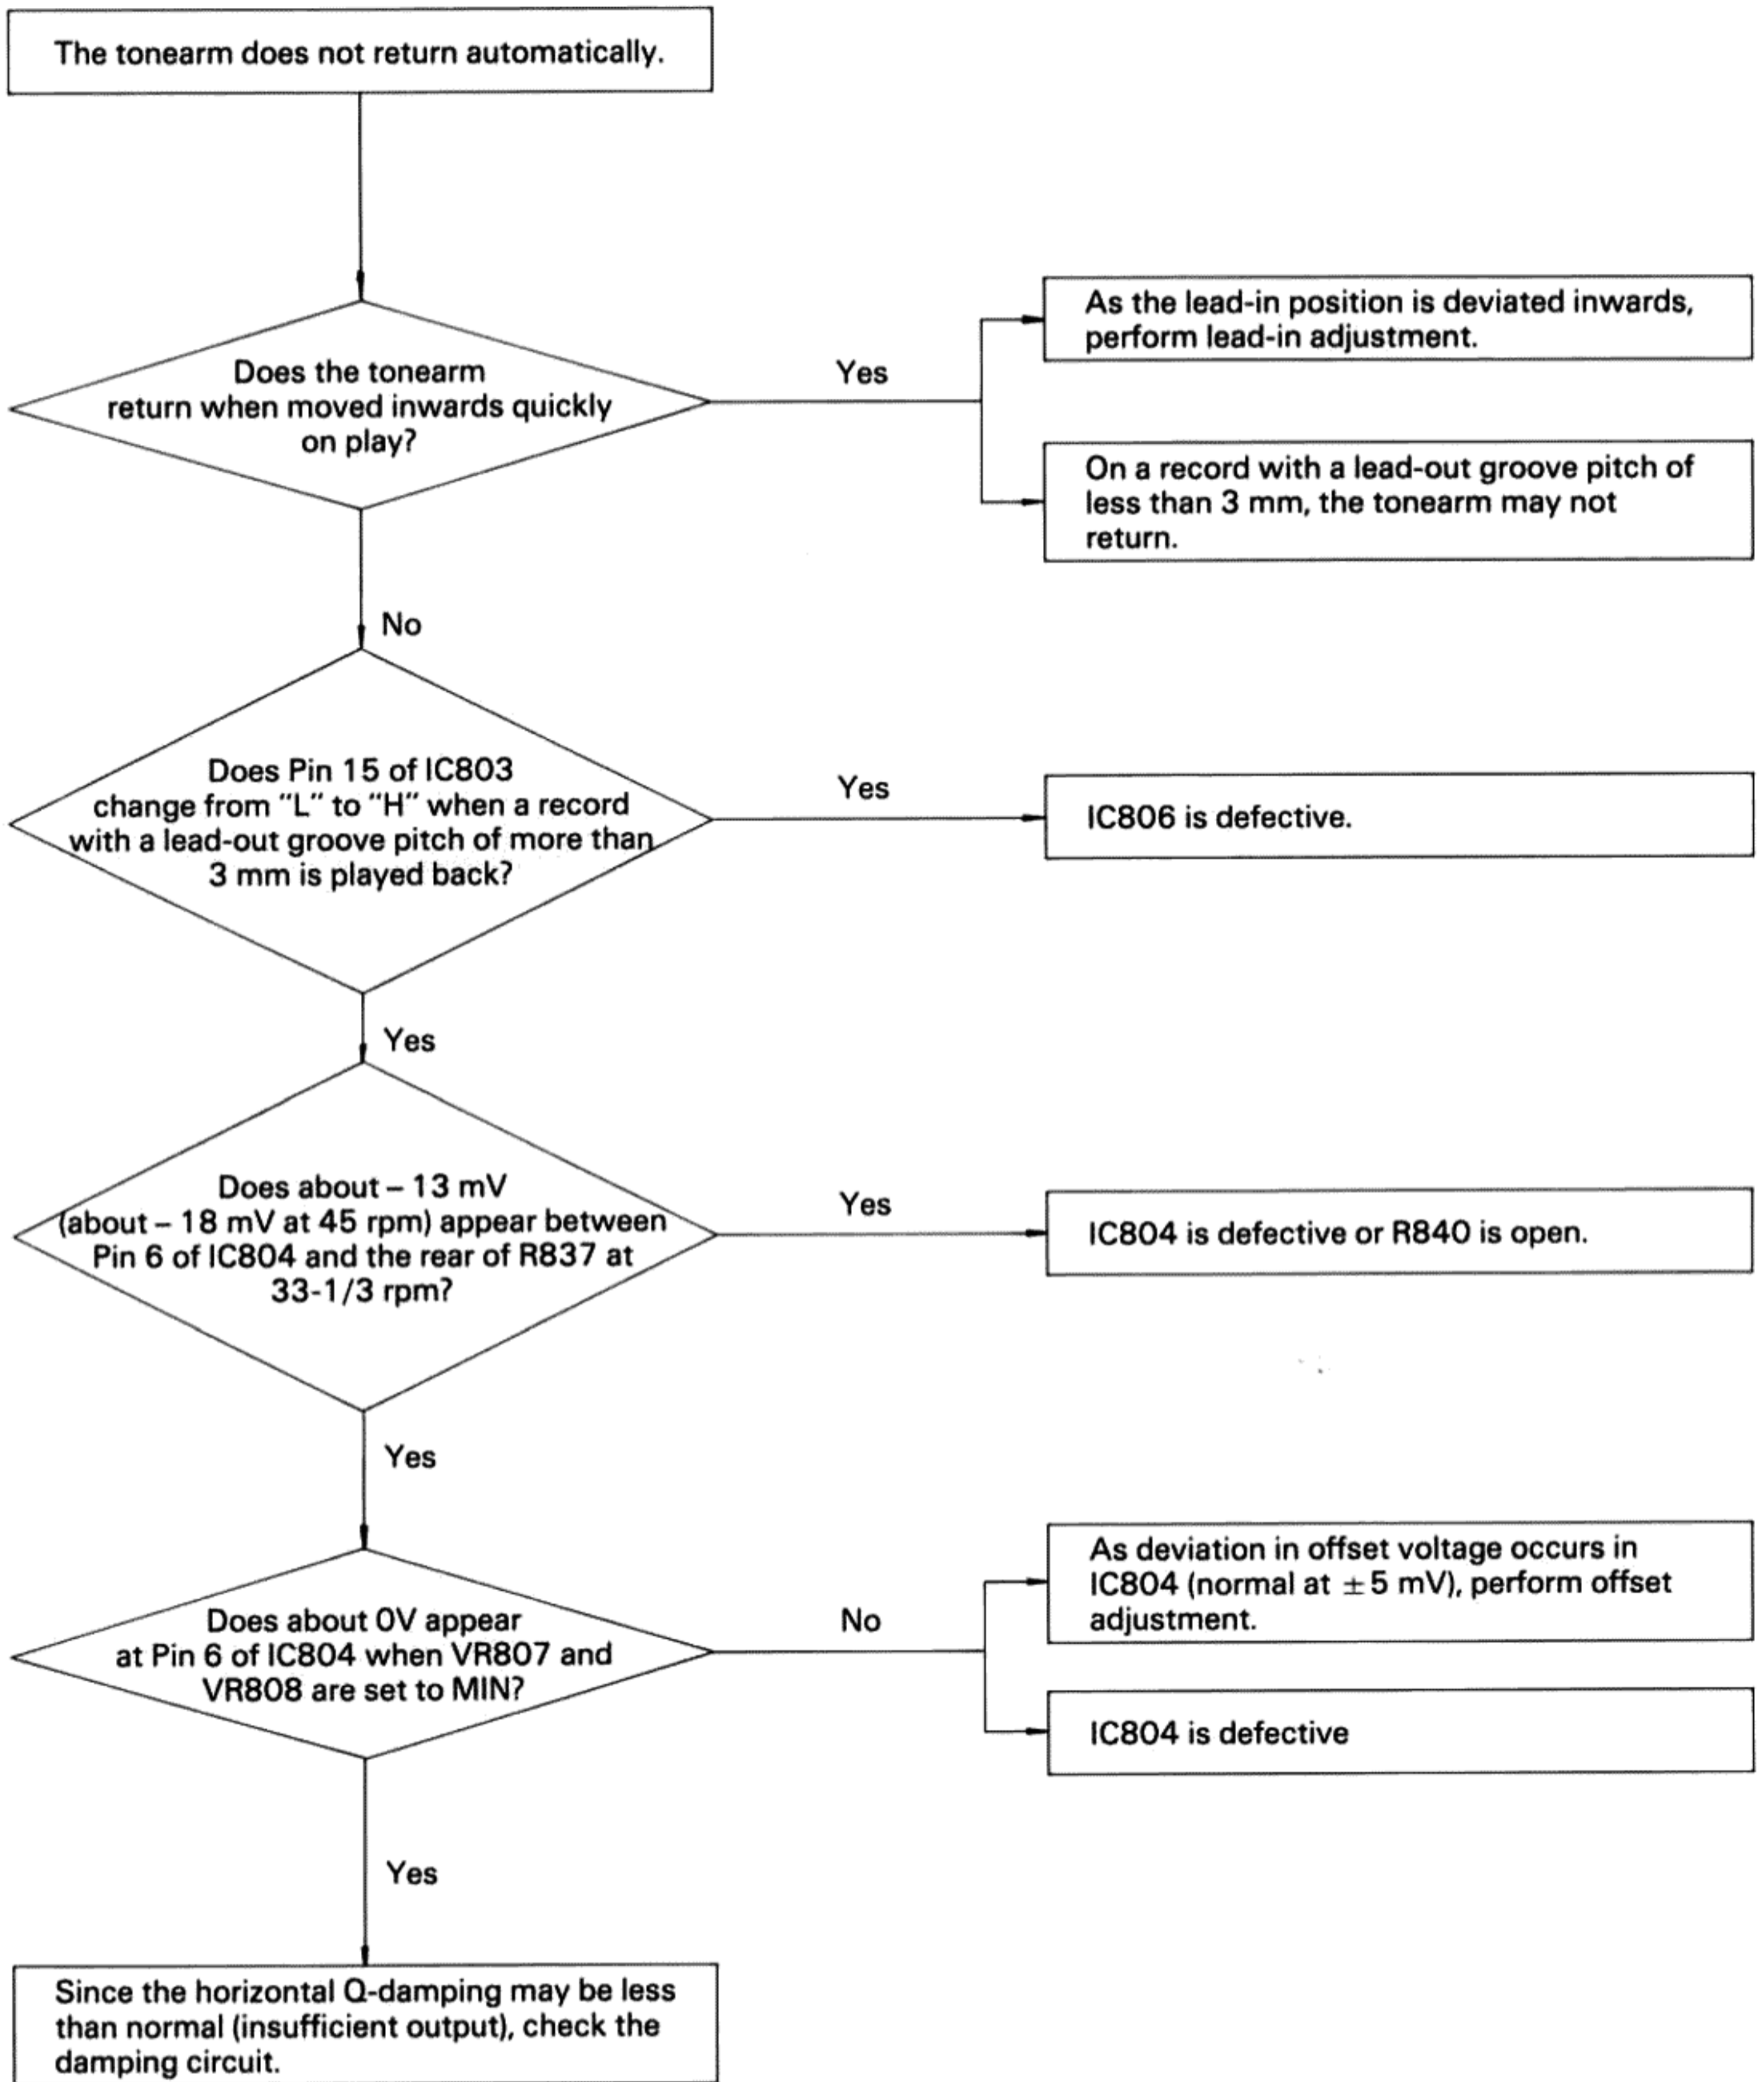 The tonearm does not return automatically.
Does the tonearm
return when moved inwards quickly
on play?
Yes
As the lead-in position is deviated inwards,
perform lead-in adjustment.
On a record with a lead-out groove pitch of
less than 3 mm, the tonearm may not
return.
No
Does Pin 15 of IC803
change from "L" to "H" when a record
with a lead-out groove pitch of more than
3 mm is played back?
Yes
IC806 is defective.
Yes
Does about – 13 mV
(about – 18 mV at 45 rpm) appear between
Pin 6 of IC804 and the rear of R837 at
33-1/3 rpm?
Yes
IC804 is defective or R840 is open.
Yes
Does about 0V appear
at Pin 6 of IC804 when VR807 and
VR808 are set to MIN?
No
As deviation in offset voltage occurs in
IC804 (normal at ± 5 mV), perform offset
adjustment.
IC804 is defective
Yes
Since the horizontal Q-damping may be less
than normal (insufficient output), check the
damping circuit.